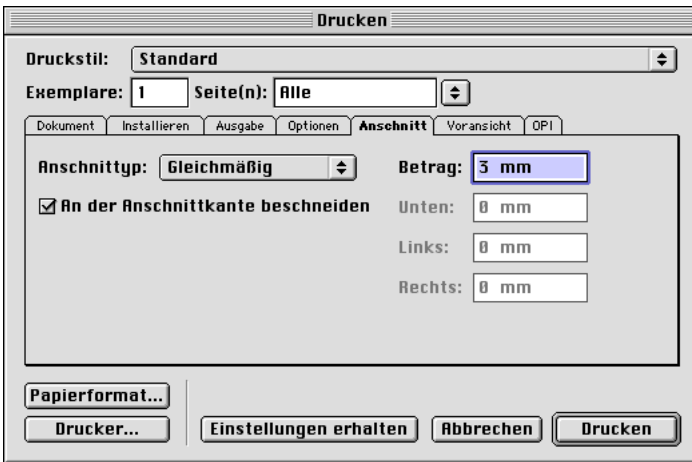 Drucken
Druckstil: Standard
Exemplare: 1 Seite(n): Alle
Dokument Installieren Ausgabe Optionen Anschnitt Voransicht OPI
Anschnittyp: Gleichmäßig Betrag: 3 mm
An der Anschnittkante beschneiden Unten: 0 mm
Links: 0 mm
Rechts: 0 mm
Papierformat...
Drucker... Einstellungen erhalten Abbrechen Drucken